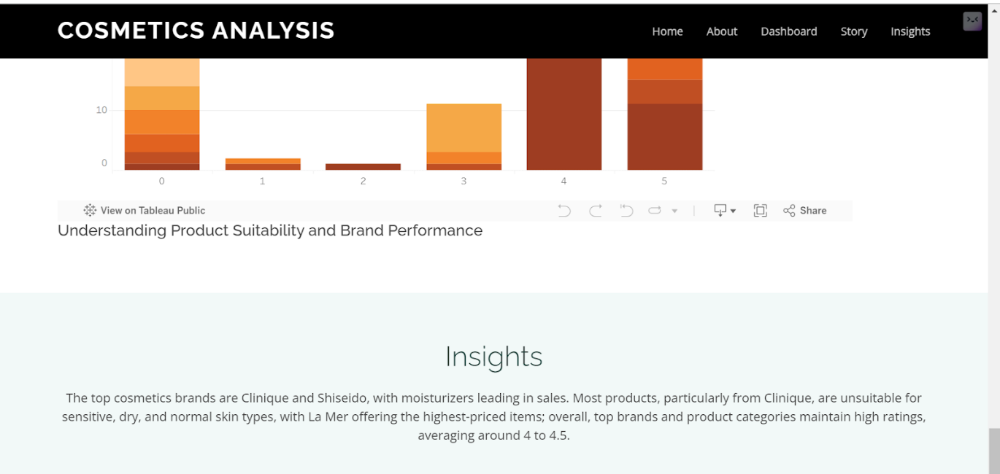 COSMETICS ANALYSIS
Home About Dashboard Story Insights
10
0
0 1 2 3 4 5
View on Tableau Public
Share
Understanding Product Suitability and Brand Performance
Insights
The top cosmetics brands are Clinique and Shiseido, with moisturizers leading in sales. Most products, particularly from Clinique, are unsuitable for
sensitive, dry, and normal skin types, with La Mer offering the highest-priced items; overall, top brands and product categories maintain high ratings,
averaging around 4 to 4.5.